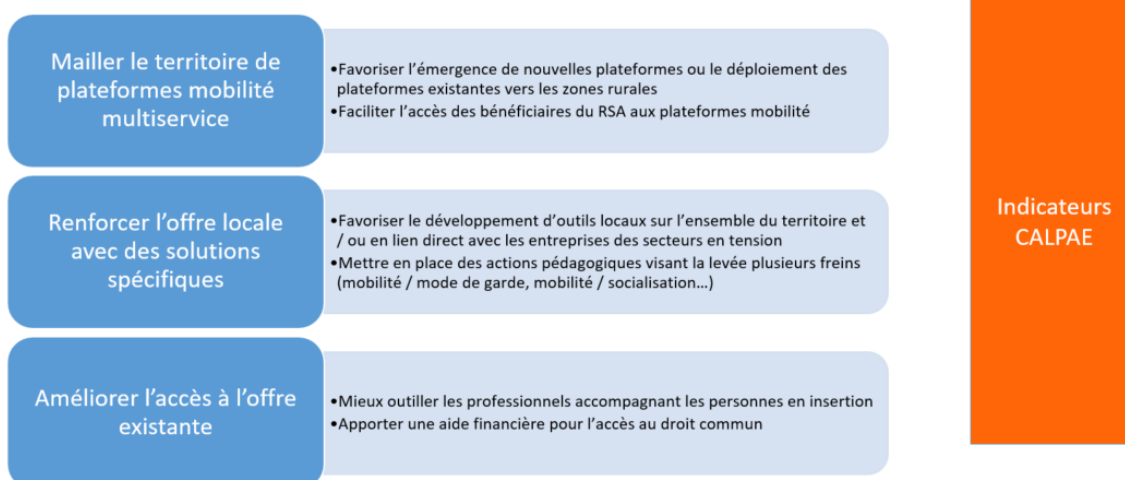 Mailler le territoire de
plateformes mobilité
multiservice
•Favoriser l’émergence de nouvelles plateformes ou le déploiement des
plateformes existantes vers les zones rurales
•Faciliter l’accès des bénéficiaires du RSA aux plateformes mobilité
Renforcer l’offre locale
avec des solutions
spécifiques
•Favoriser le développement d’outils locaux sur l’ensemble du territoire et
/ ou en lien direct avec les entreprises des secteurs en tension
•Mettre en place des actions pédagogiques visant la levée plusieurs freins
(mobilité / mode de garde, mobilité / socialisation…)
Améliorer l’accès à l’offre
existante
•Mieux outiller les professionnels accompagnant les personnes en insertion
•Apporter une aide financière pour l’accès au droit commun
Indicateurs
CALPAE